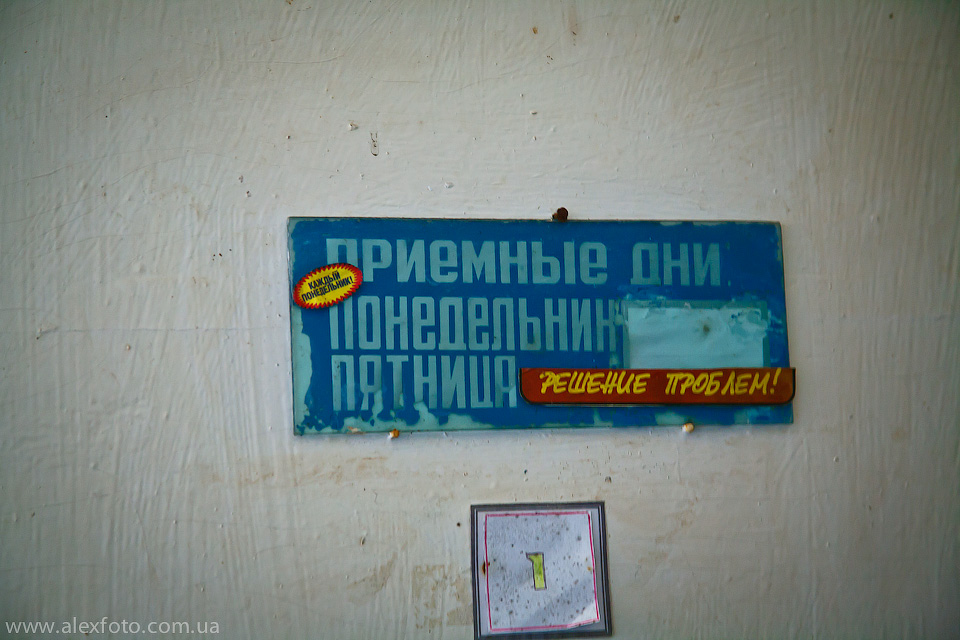 ПРИЕМНЫЕ ДНИ
КАЖДЫЙ
ПОНЕДЕЛЬНИК!
ПОНЕДЕЛЬНИК
ПЯТНИЦА
РЕШЕНИЕ ПРОБЛЕМ!
1
www.alexfoto.com.ua